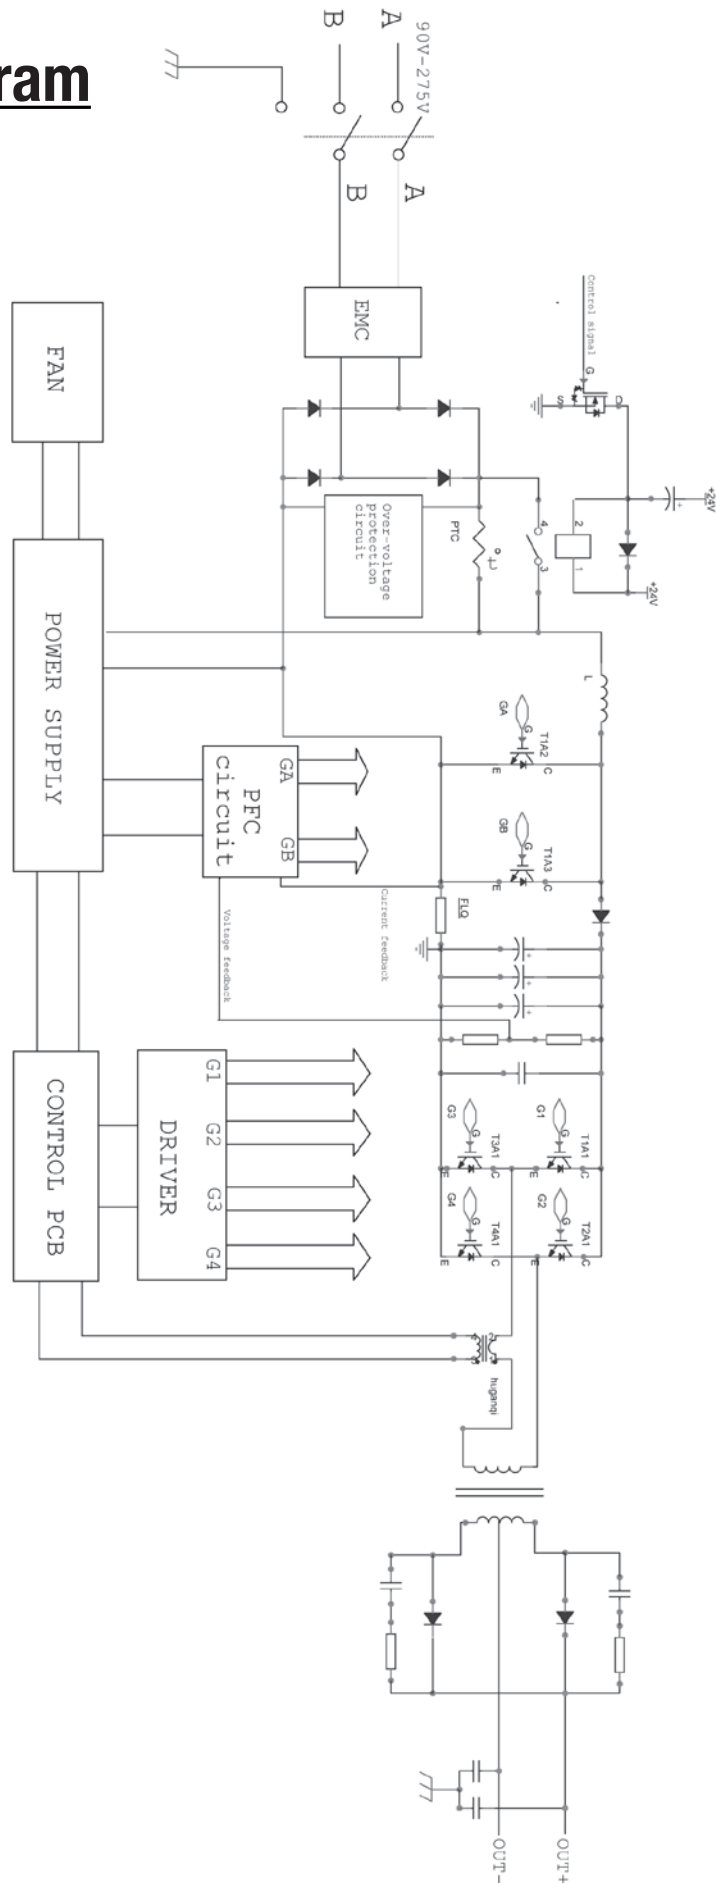 ram
B
A
90V-275V
B
A
EMC
Control signal
G
S
D
+24V
2
1
+24V
FAN
Over-voltage
protection
circuit
PTC
4
3
POWER SUPPLY
L
GA
G
T1A2
E
C
PFC
circuit
GA
GB
GB
G
T1A3
E
C
FLQ
Current feedback
Voltage feedback
+
+
+
CONTROL PCB
DRIVER
G1
G2
G3
G4
G3
G
T3A1
E
C
G1
G
T1A1
E
C
G4
G
T4A1
E
C
G2
G
T2A1
E
C
hugangi
OUT-
OUT+